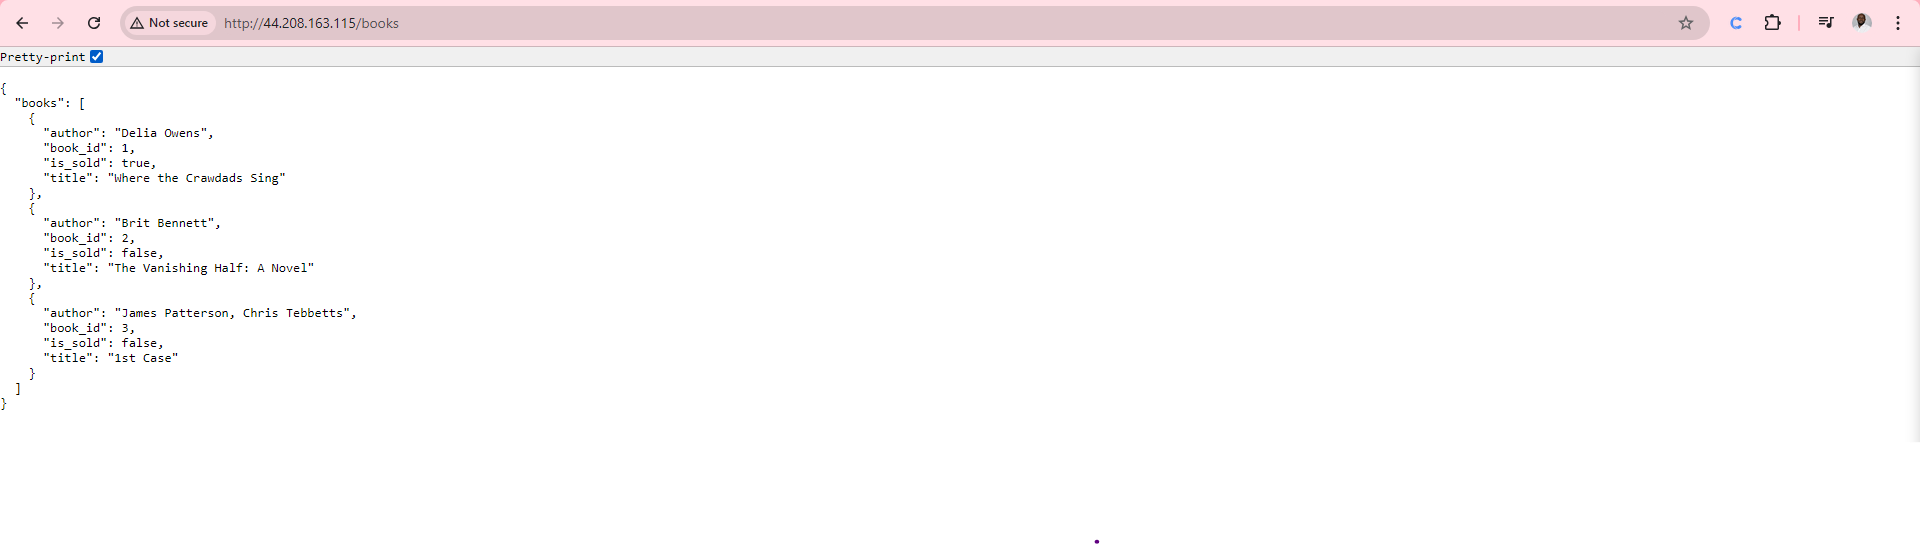 Not secure http://44.208.163.115/books
Pretty-print
{
  "books": [
    {
      "author": "Delia Owens",
      "book_id": 1,
      "is_sold": true,
      "title": "Where the Crawdads Sing"
    },
    {
      "author": "Brit Bennett",
      "book_id": 2,
      "is_sold": false,
      "title": "The Vanishing Half: A Novel"
    },
    {
      "author": "James Patterson, Chris Tebbetts",
      "book_id": 3,
      "is_sold": false,
      "title": "1st Case"
    }
  ]
}